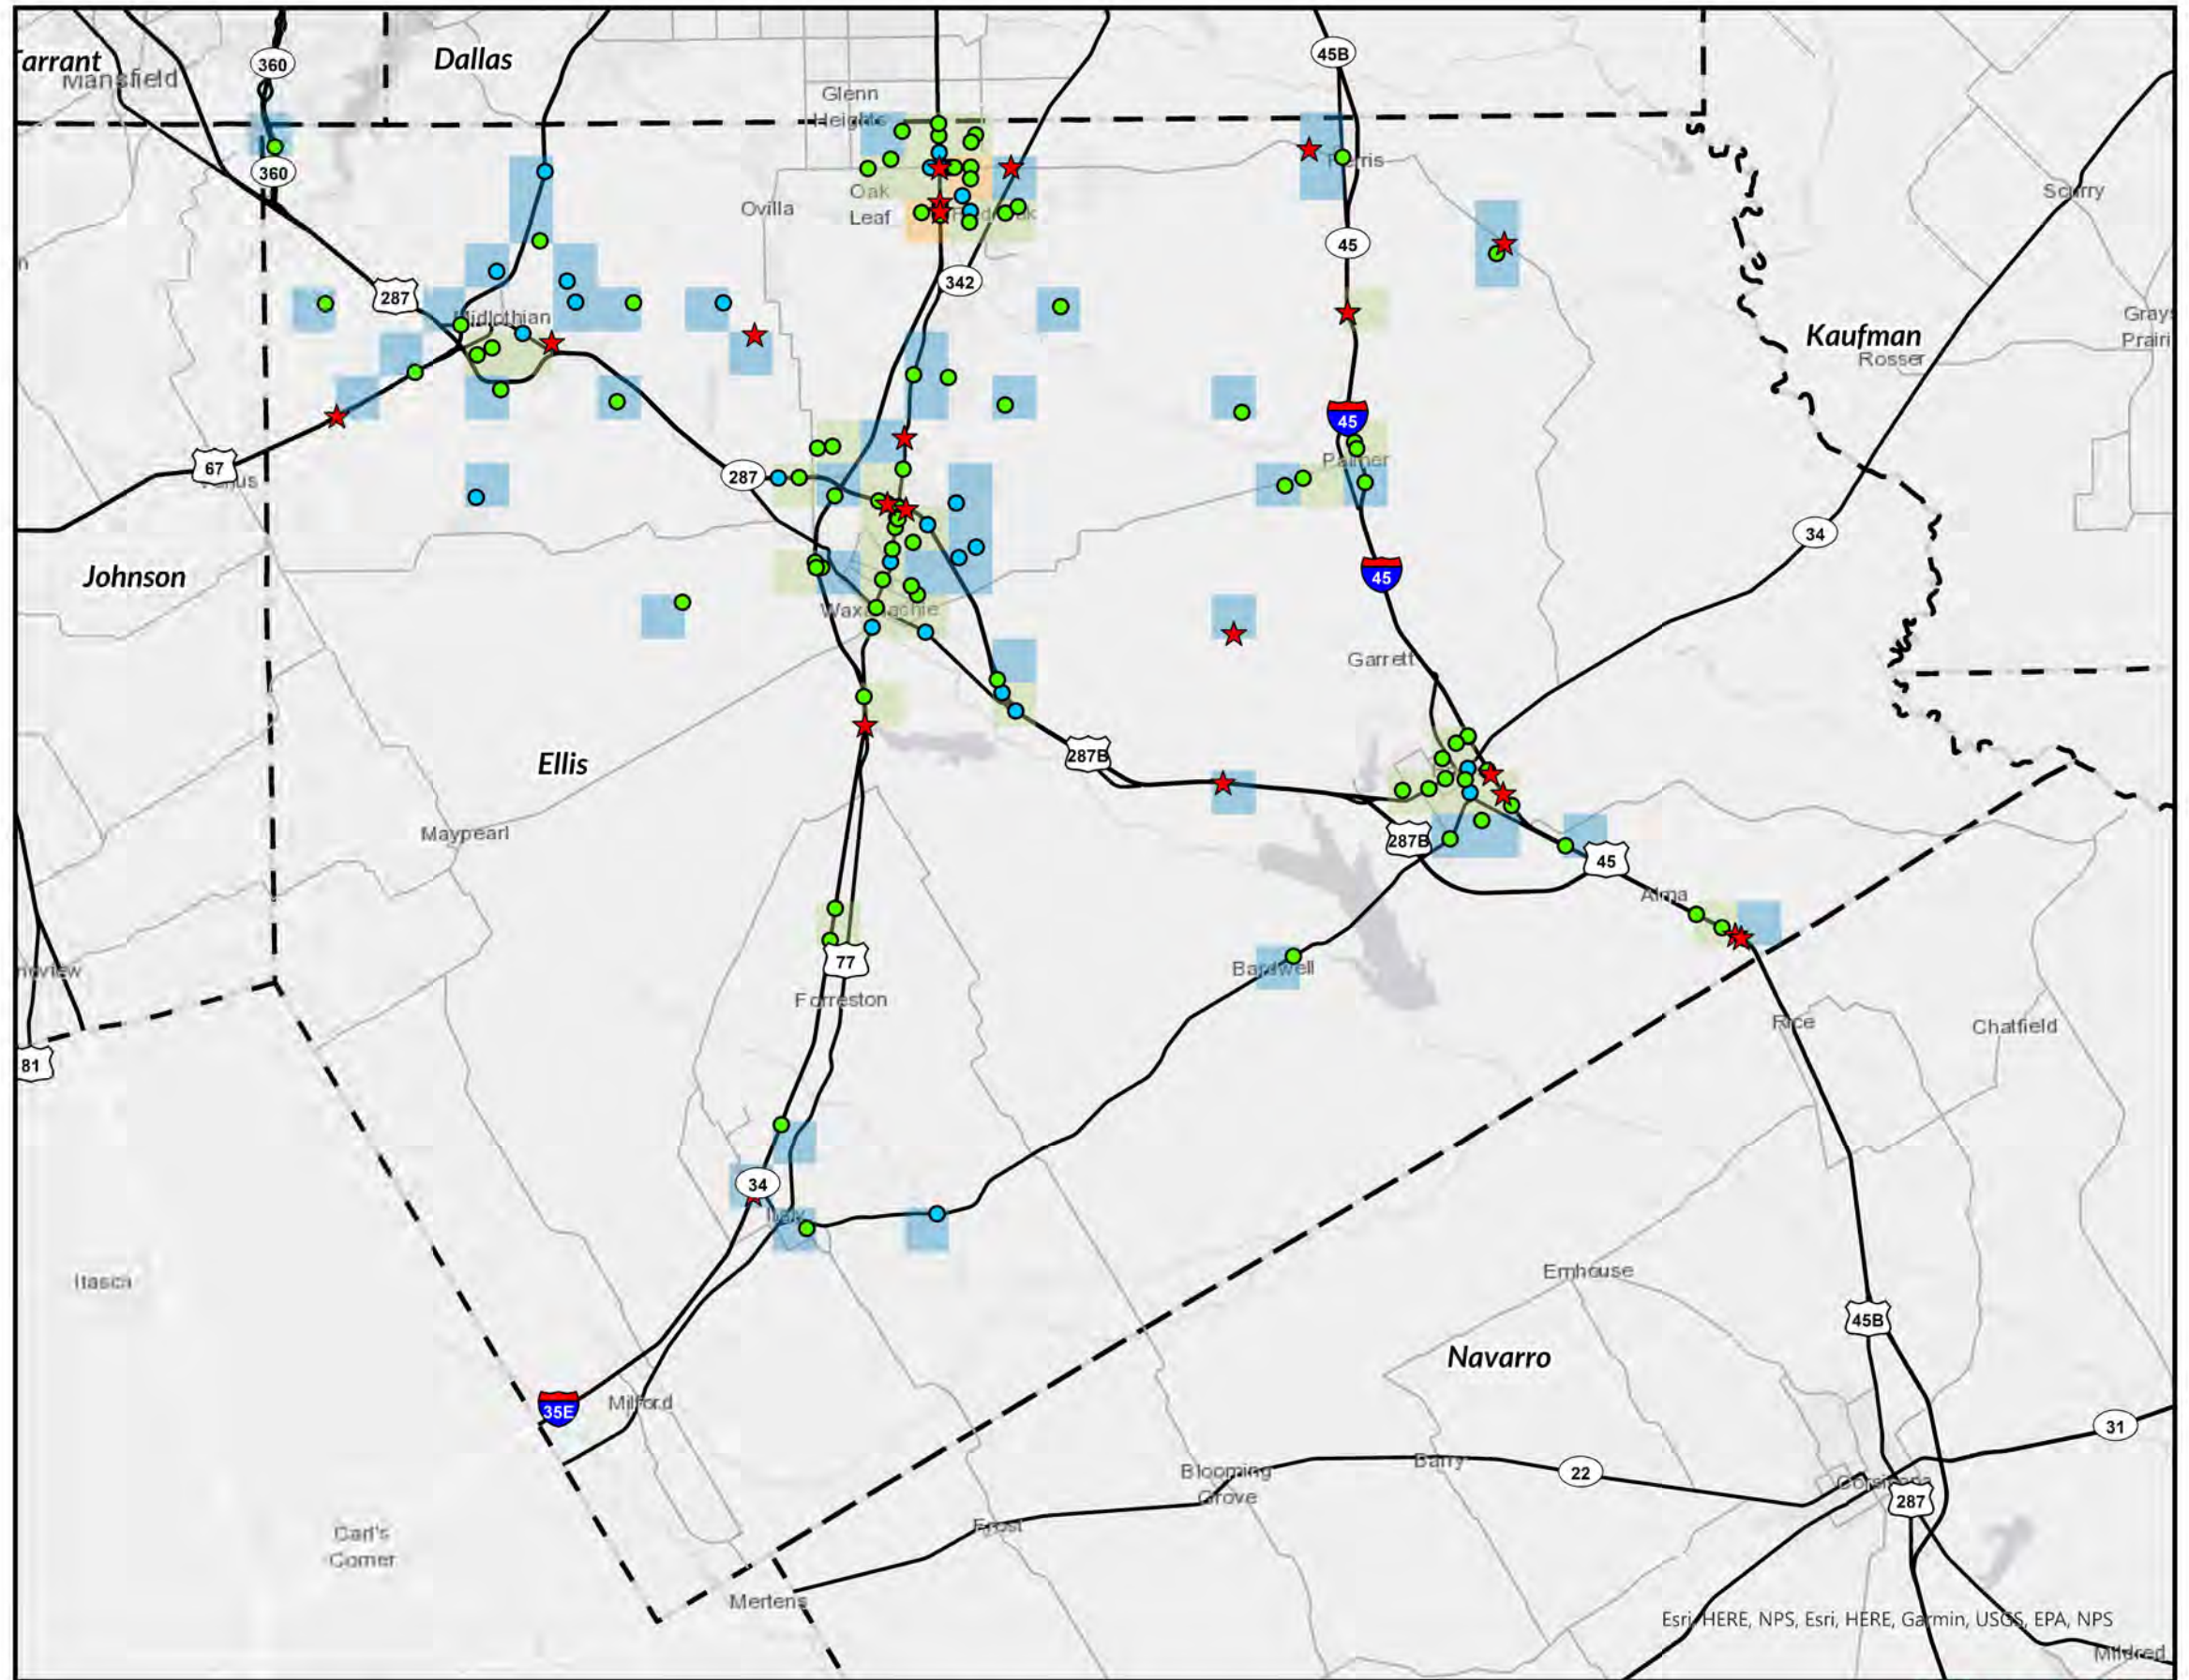 360
Dallas
45B
Mansfield
Glenn
Heights
360
Ferris
Oak
Leaf
Scurry
Ovilla
45
342
287
Midlothian
Kaufman
Rosser
45
67
Palmer
287
34
Johnson
45
Waxahachie
Garrett
Ellis
287B
Maypearl
287B
45
Alma
77
Bardwell
Forreston
Rice
Chatfield
81
34
Italy
Itasca
Emhouse
45B
Navarro
35E
Milford
31
Barry
Blooming
Grove
22
Corsicana
287
Frost
Carl's
Corner
Mertens
Esri, HERE, NPS, Esri, HERE, Garmin, USGS, EPA, NPS
Mildred